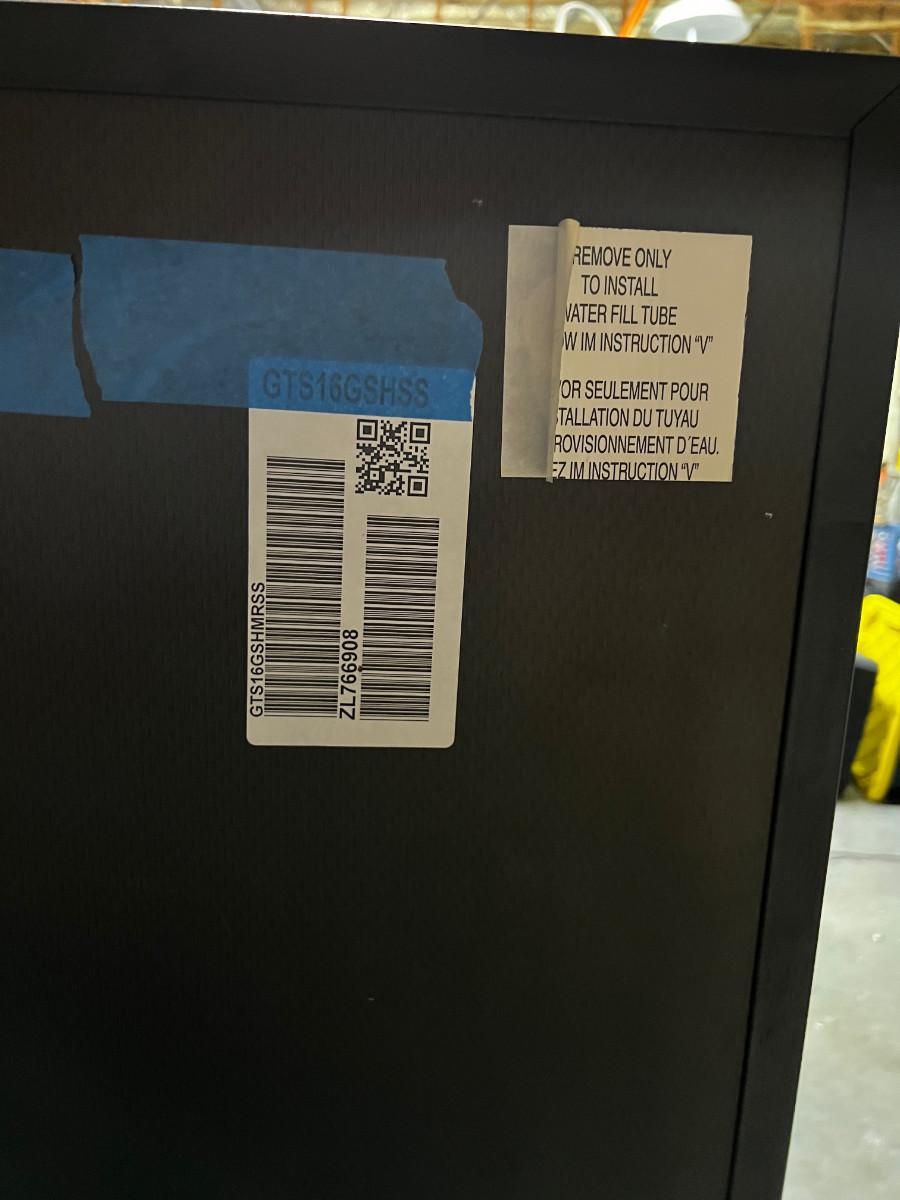 GTS16GSHSS
GTS16GSHMRSS
ZL766908
REMOVE ONLY
TO INSTALL
WATER FILL TUBE
OW IM INSTRUCTION “V”
OR SEULEMENT POUR
STALLATION DU TUYAU
ROVISIONNEMENT D´EAU.
EZ IM INSTRUCTION “V”